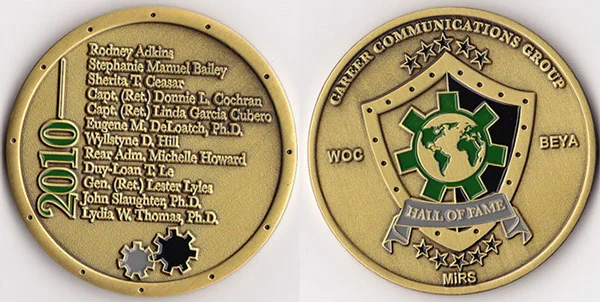 2010
Rodney Adkins
Stephanie Manuel Bailey
Sherita T. Ceasar
Capt. (Ret.) Donnie L. Cochran
Capt. (Ret.) Linda Garcia Cubero
Eugene M. DeLoatch, Ph.D.
Wyllstyne D. Hill
Rear Adm. Michelle Howard
Duy-Loan T. Le
Gen. (Ret.) Lester Lyles
John Slaughter, Ph.D.
Lydia W. Thomas, Ph.D.
CAREER COMMUNICATIONS GROUP
WOC
BEYA
HALL OF FAME
MiRS